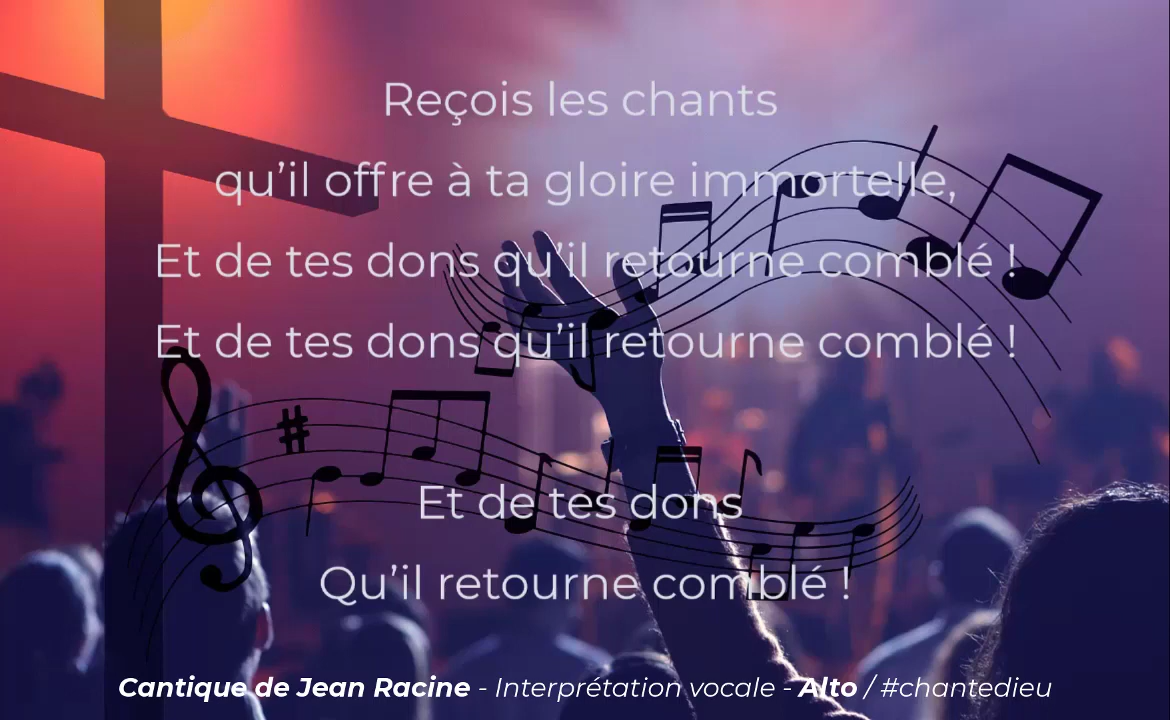 Reçois les chants
qu’il offre à ta gloire immortelle,
Et de tes dons qu’il retourne comblé !
Et de tes dons qu’il retourne comblé !
Et de tes dons
Qu’il retourne comblé !
Cantique de Jean Racine - Interprétation vocale - Alto / #chantedieu